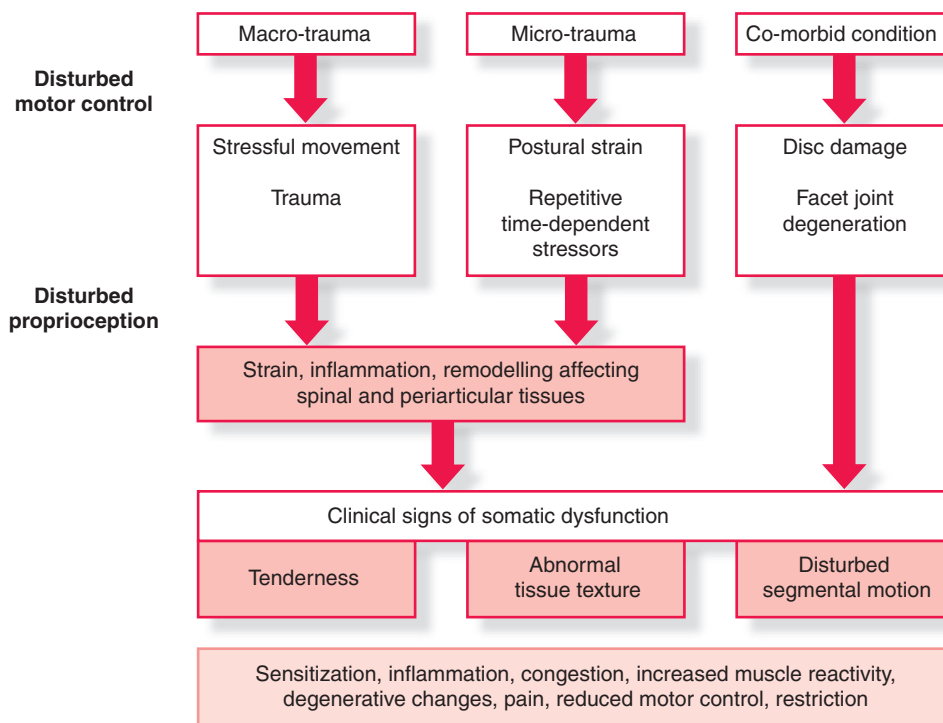 Macro-trauma
Micro-trauma
Co-morbid condition
Disturbed
motor control
Stressful movement
Trauma
Postural strain
Repetitive
time-dependent
stressors
Disc damage
Facet joint
degeneration
Disturbed
proprioception
Strain, inflammation, remodelling affecting
spinal and periarticular tissues
Clinical signs of somatic dysfunction
Tenderness
Abnormal
tissue texture
Disturbed
segmental motion
Sensitization, inflammation, congestion, increased muscle reactivity,
degenerative changes, pain, reduced motor control, restriction